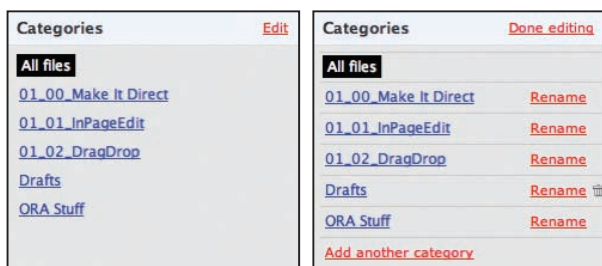 Categories Edit
All files
01_00_Make It Direct
01_01_InPageEdit
01_02_DragDrop
Drafts
ORA Stuff
Categories Done editing
All files
01_00_Make It Direct Rename
01_01_InPageEdit Rename
01_02_DragDrop Rename
Drafts Rename
ORA Stuff Rename
Add another category